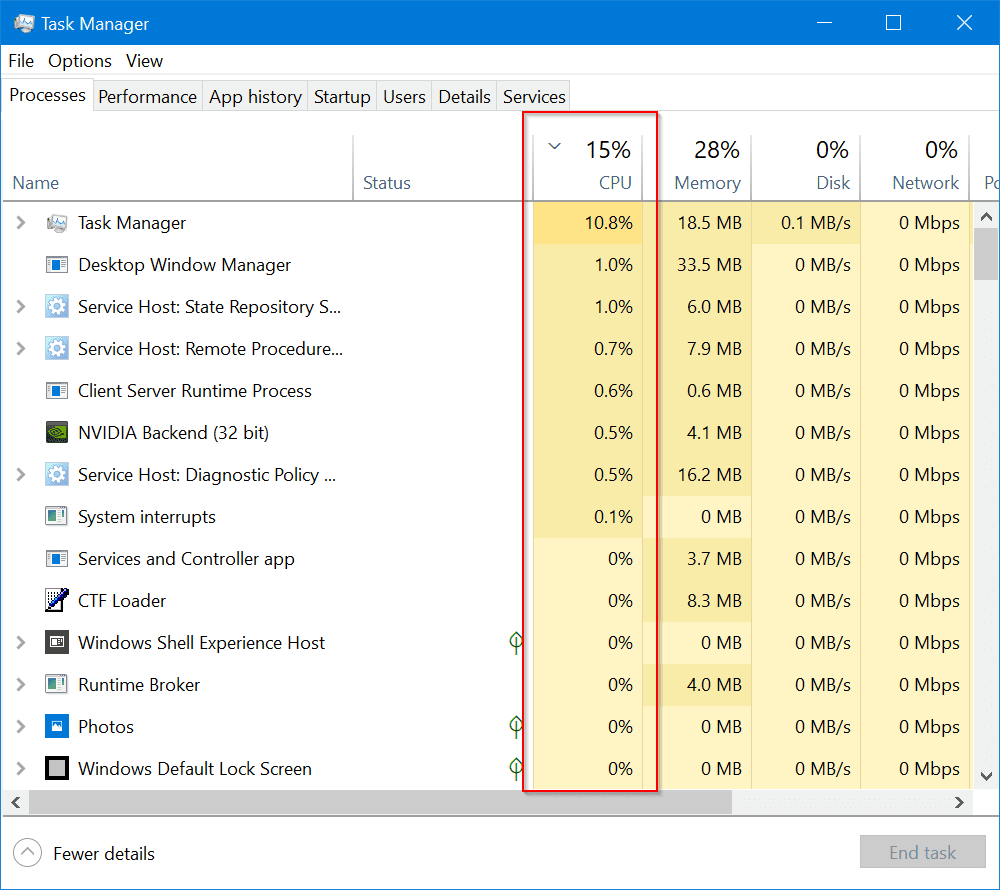 Task Manager
File Options View
Processes Performance App history Startup Users Details Services
15% 28% 0% 0%
Name Status CPU Memory Disk Network Po
Task Manager 10.8% 18.5 MB 0.1 MB/s 0 Mbps
Desktop Window Manager 1.0% 33.5 MB 0 MB/s 0 Mbps
Service Host: State Repository S... 1.0% 6.0 MB 0 MB/s 0 Mbps
Service Host: Remote Procedure... 0.7% 7.9 MB 0 MB/s 0 Mbps
Client Server Runtime Process 0.6% 0.6 MB 0 MB/s 0 Mbps
NVIDIA Backend (32 bit) 0.5% 4.1 MB 0 MB/s 0 Mbps
Service Host: Diagnostic Policy ... 0.5% 16.2 MB 0 MB/s 0 Mbps
System interrupts 0.1% 0 MB 0 MB/s 0 Mbps
Services and Controller app 0% 3.7 MB 0 MB/s 0 Mbps
CTF Loader 0% 8.3 MB 0 MB/s 0 Mbps
Windows Shell Experience Host 0% 0 MB 0 MB/s 0 Mbps
Runtime Broker 0% 4.0 MB 0 MB/s 0 Mbps
Photos 0% 0 MB 0 MB/s 0 Mbps
Windows Default Lock Screen 0% 0 MB 0 MB/s 0 Mbps
Fewer details End task